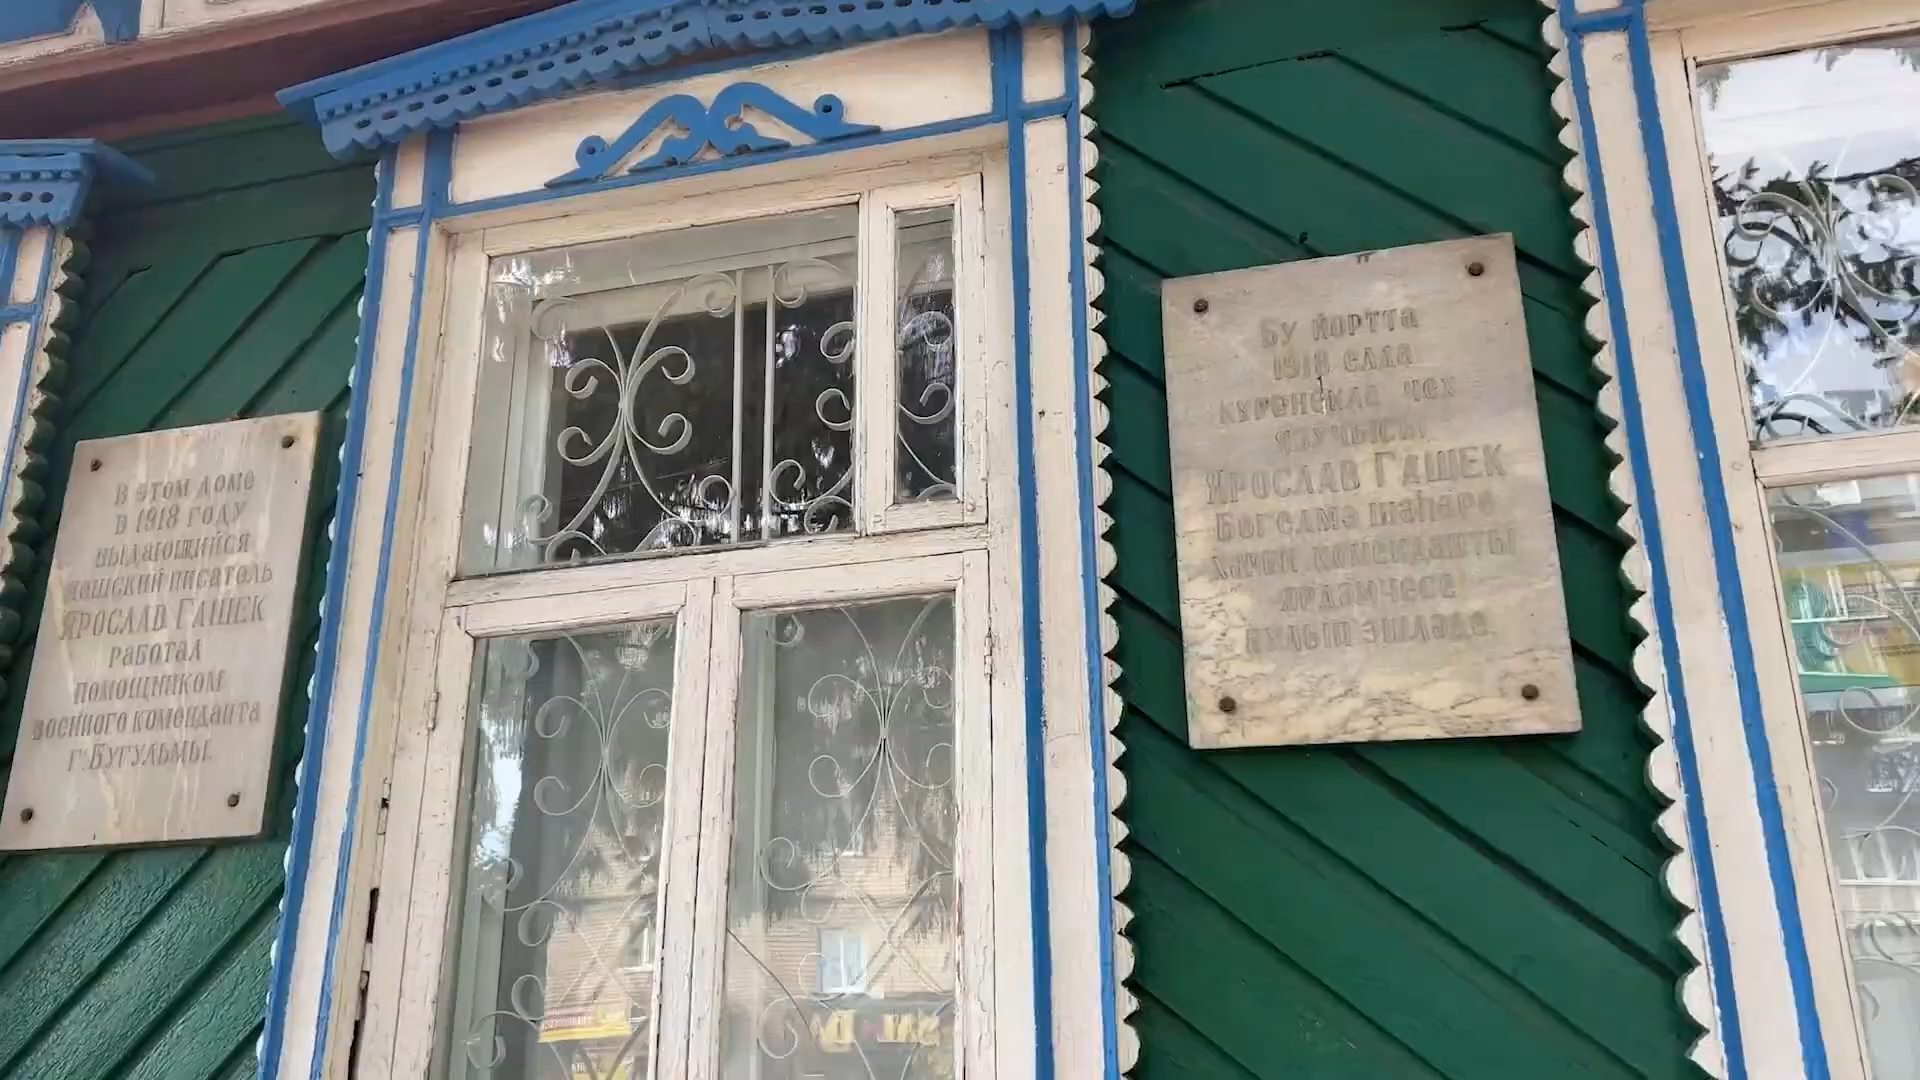 В этом доме
в 1918 году
выдающийся
чешский писатель
ЯРОСЛАВ ГАШЕК
работал
помощником
военного коменданта
г. Бугульмы.
Бу йортта
1918 елда
күренекле чех
язучысы
ЯРОСЛАВ ГАШЕК
Бөгелмә шәһәре
хәрби комендянты
ярдәмчесе
булып эшләде.